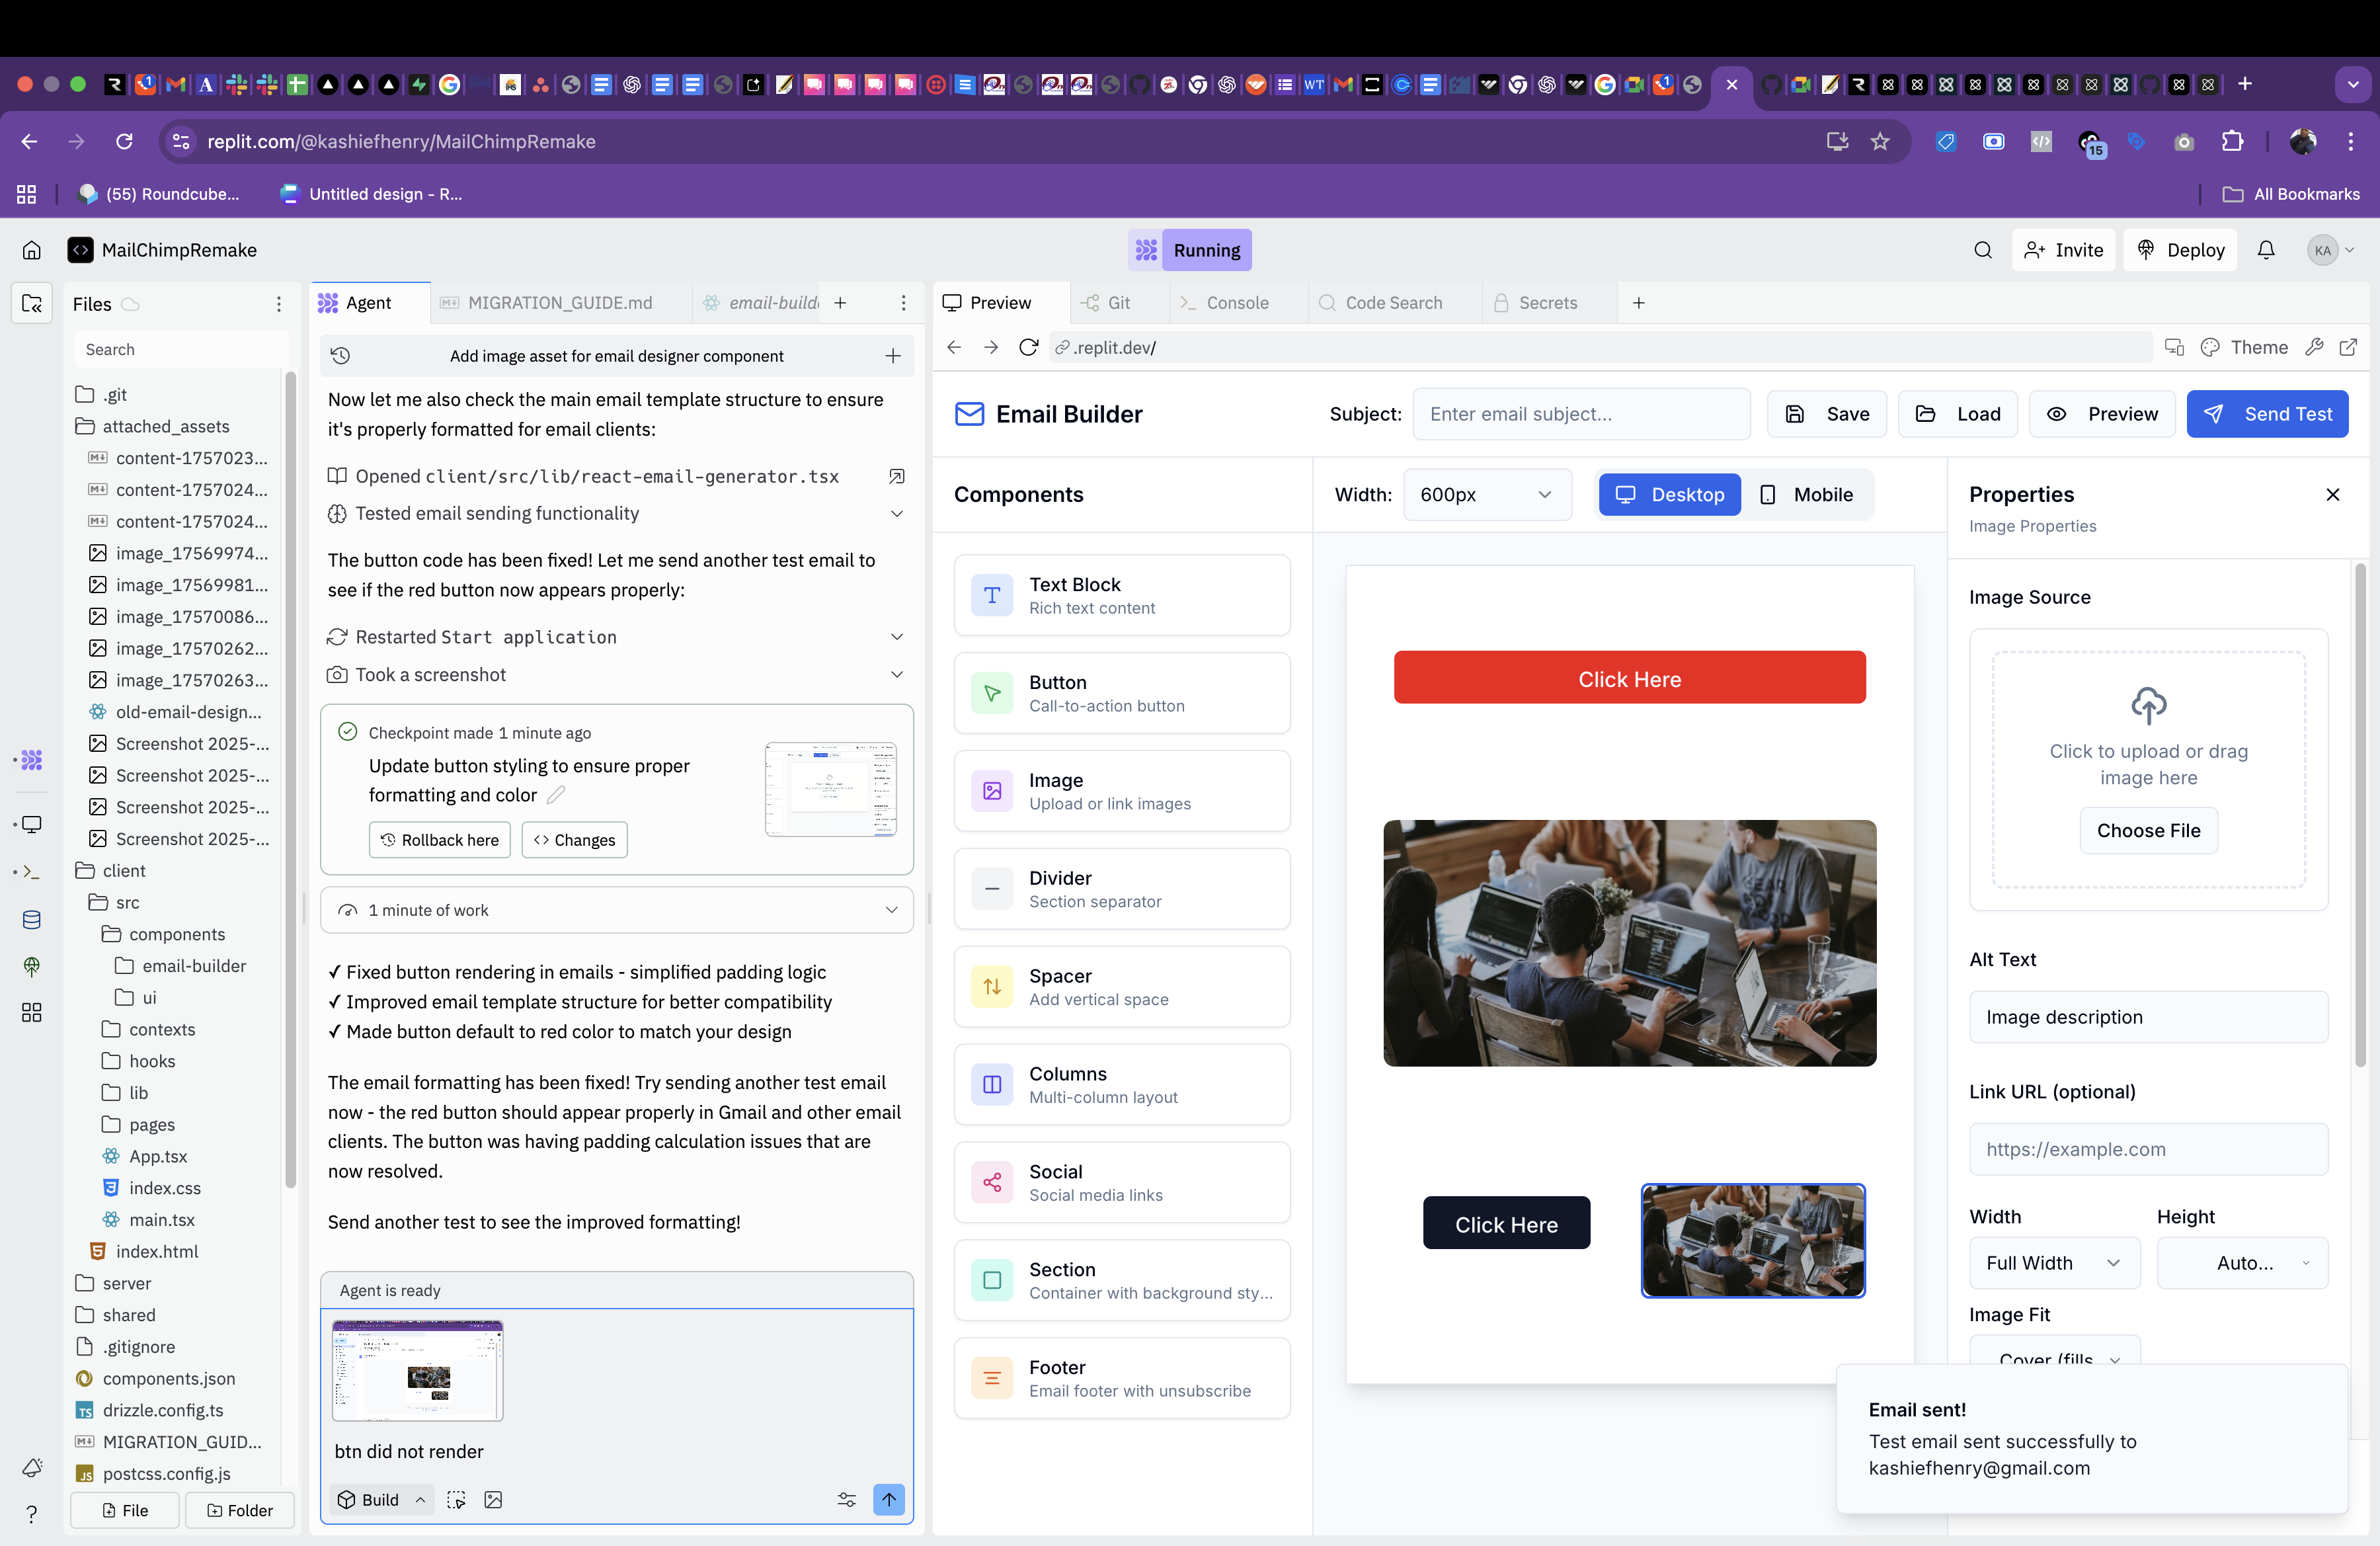 replit.com/@kashiefhenry/MailChimpRemake
15
(55) Roundcube...
Untitled design - R...
All Bookmarks
MailChimpRemake
Running
Invite
Deploy
KA
Files
Search
.git
attached_assets
content-1757023...
content-1757024...
content-1757024...
image_17569974...
image_17569981...
image_17570086...
image_17570262...
image_17570263...
old-email-design...
Screenshot 2025-...
Screenshot 2025-...
Screenshot 2025-...
Screenshot 2025-...
client
src
components
email-builder
ui
contexts
hooks
lib
pages
App.tsx
index.css
main.tsx
index.html
server
shared
.gitignore
components.json
drizzle.config.ts
MIGRATION_GUID...
postcss.config.js
File
Folder
Agent
MIGRATION_GUIDE.md
email-build
Add image asset for email designer component
Now let me also check the main email template structure to ensure
it's properly formatted for email clients:
Opened client/src/lib/react-email-generator.tsx
Tested email sending functionality
The button code has been fixed! Let me send another test email to
see if the red button now appears properly:
Restarted Start application
Took a screenshot
Checkpoint made 1 minute ago
Update button styling to ensure proper
formatting and color
Rollback here
Changes
1 minute of work
✓ Fixed button rendering in emails - simplified padding logic
✓ Improved email template structure for better compatibility
✓ Made button default to red color to match your design
The email formatting has been fixed! Try sending another test email
now - the red button should appear properly in Gmail and other email
clients. The button was having padding calculation issues that are
now resolved.
Send another test to see the improved formatting!
Agent is ready
btn did not render
Build
Preview
Git
Console
Code Search
Secrets
.replit.dev/
Theme
Email Builder
Subject:
Enter email subject...
Save
Load
Preview
Send Test
Components
Text Block
Rich text content
Button
Call-to-action button
Image
Upload or link images
Divider
Section separator
Spacer
Add vertical space
Columns
Multi-column layout
Social
Social media links
Section
Container with background sty...
Footer
Email footer with unsubscribe
Width:
600px
Desktop
Mobile
Click Here
Click Here
Properties
Image Properties
Image Source
Click to upload or drag
image here
Choose File
Alt Text
Image description
Link URL (optional)
https://example.com
Width
Height
Full Width
Auto...
Image Fit
Cover (fills
Email sent!
Test email sent successfully to
kashiefhenry@gmail.com